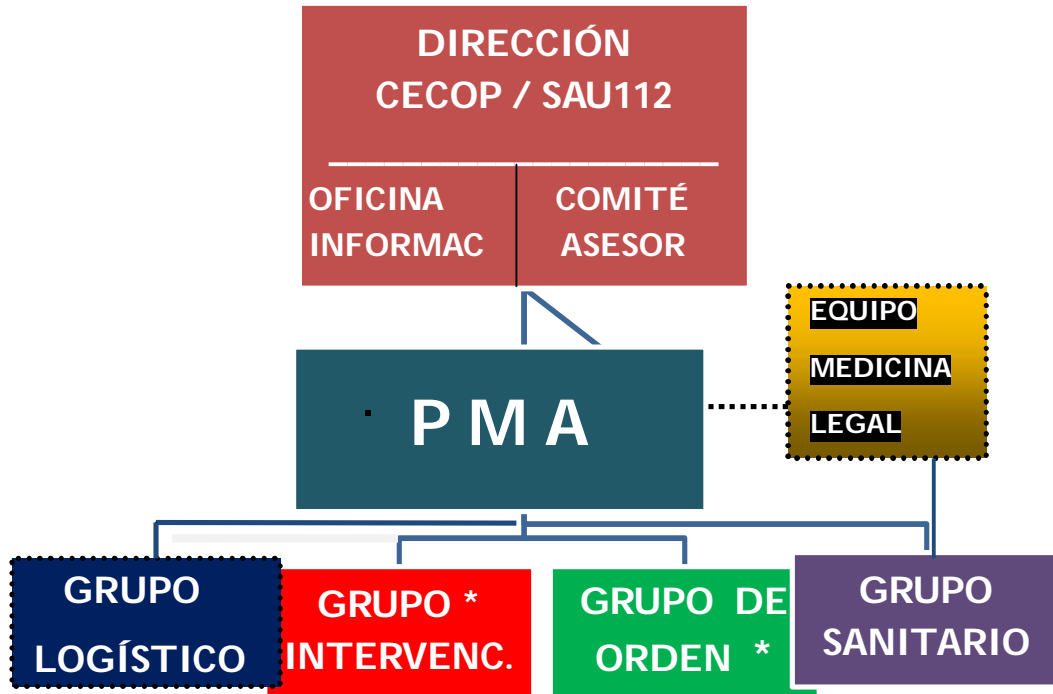 DIRECCIÓN
CECOP / SAU112
OFICINA
INFORMAC
COMITÉ
ASESOR
EQUIPO
MEDICINA
LEGAL
P M A
GRUPO
LOGÍSTICO
GRUPO *
INTERVENC.
GRUPO DE
ORDEN *
GRUPO
SANITARIO